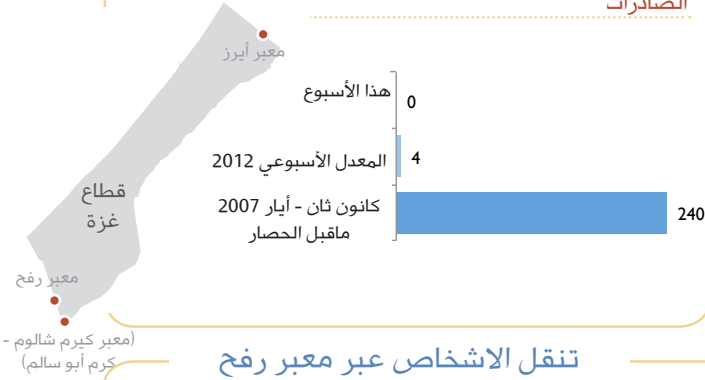 الصادرات
معبر أيرز
هذا الأسبوع
0
المعدل الأسبوعي 2012
4
كانون ثان - أيار 2007
ماقبل الحصار
240
قطاع
غزة
معبر رفح
(معبر كيرم شالوم -
كرم أبو سالم)
تنقل الاشخاص عبر معبر رفح